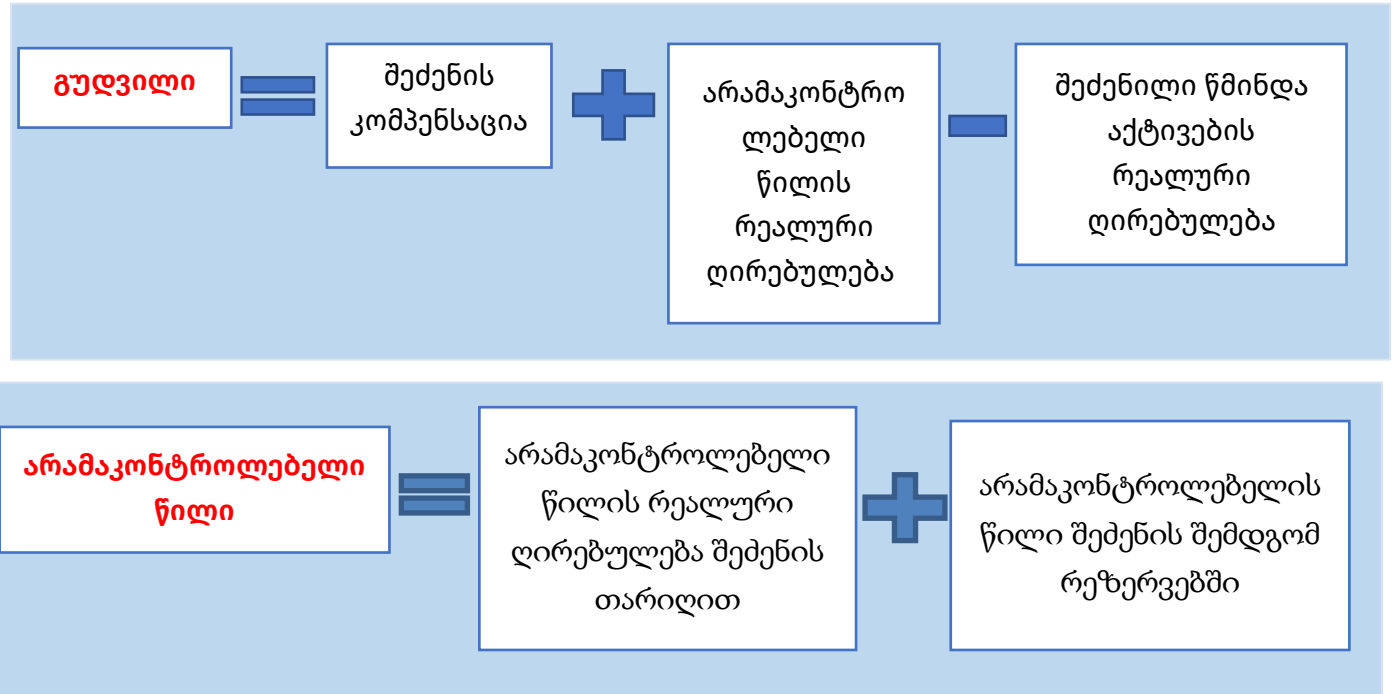 გუდვილი
შეძენის
კომპენსაცია
არამაკონტრო
ლებელი
წილის
რეალური
ღირებულება
შეძენილი წმინდა
აქტივების
რეალური
ღირებულება
არამაკონტროლებელი
წილი
არამაკონტროლებელი
წილის რეალური
ღირებულება შეძენის
თარიღით
არამაკონტროლებელის
წილი შეძენის შემდგომ
რეზერვებში